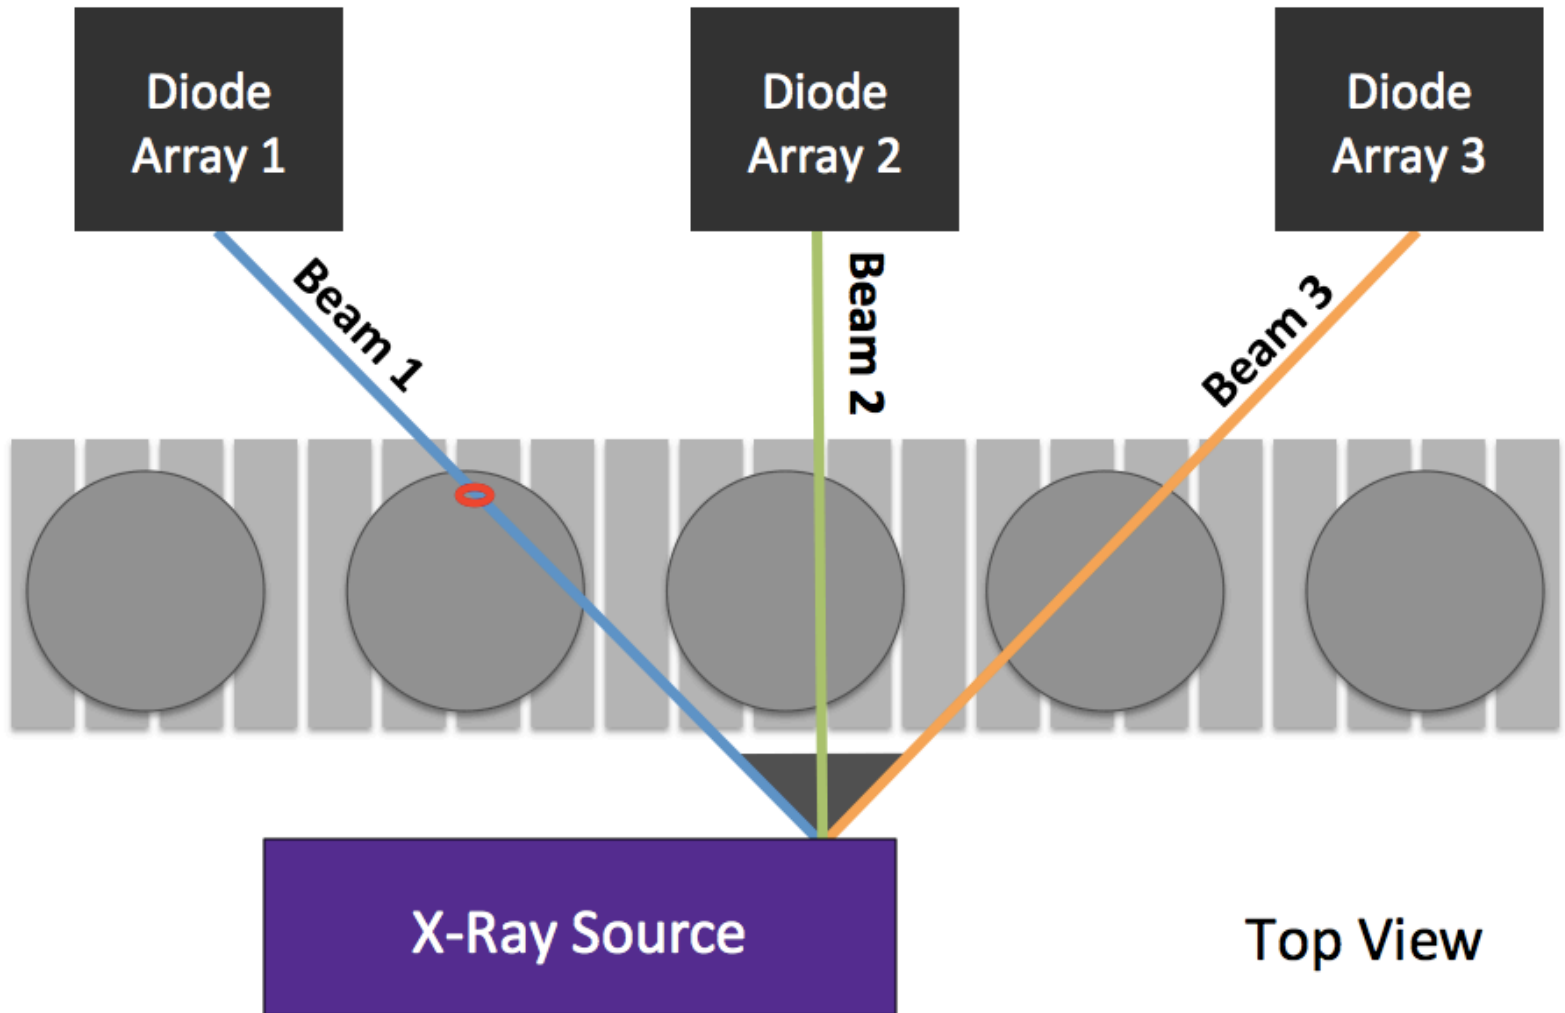 Diode
Array 1
Diode
Array 2
Diode
Array 3
Beam 1
Beam 2
Beam 3
X-Ray Source
Top View